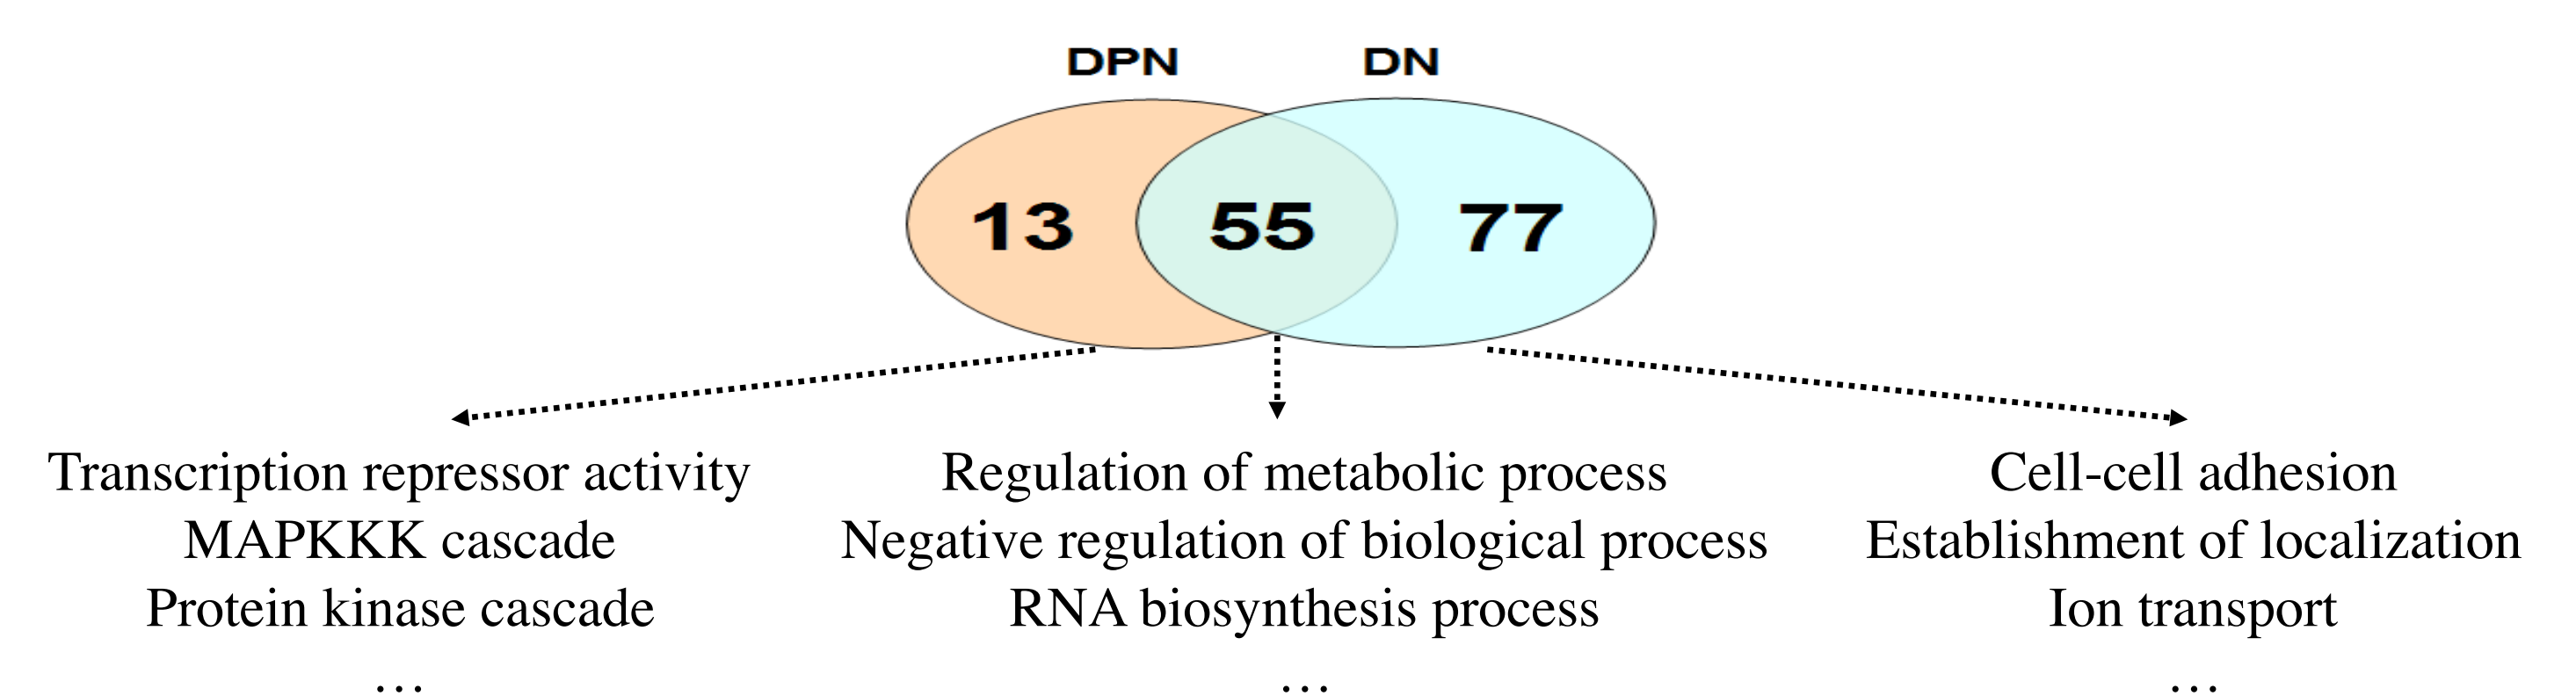 DPN DN
13 55 77
Transcription repressor activity
MAPKKK cascade
Protein kinase cascade
...
Regulation of metabolic process
Negative regulation of biological process
RNA biosynthesis process
...
Cell-cell adhesion
Establishment of localization
Ion transport
...